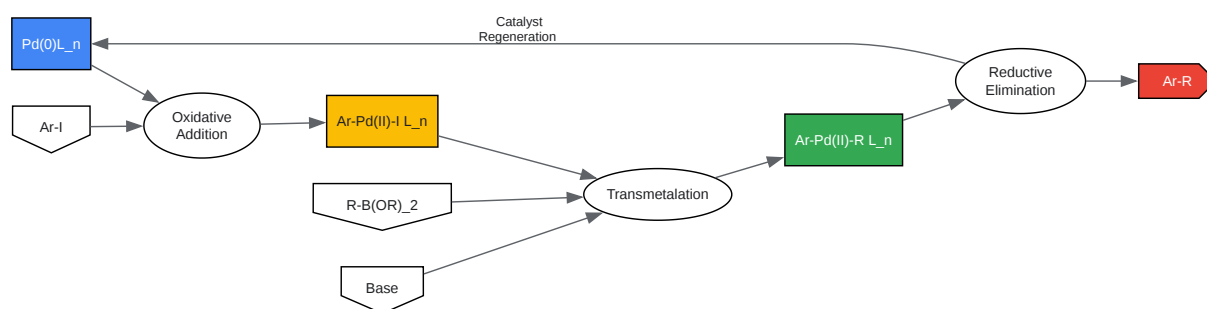 Catalyst
Regeneration
Pd(0)L_n
Reductive
Elimination
Ar-R
Ar-I
Oxidative
Addition
Ar-Pd(II)-I L_n
Ar-Pd(II)-R L_n
R-B(OR)_2
Transmetalation
Base